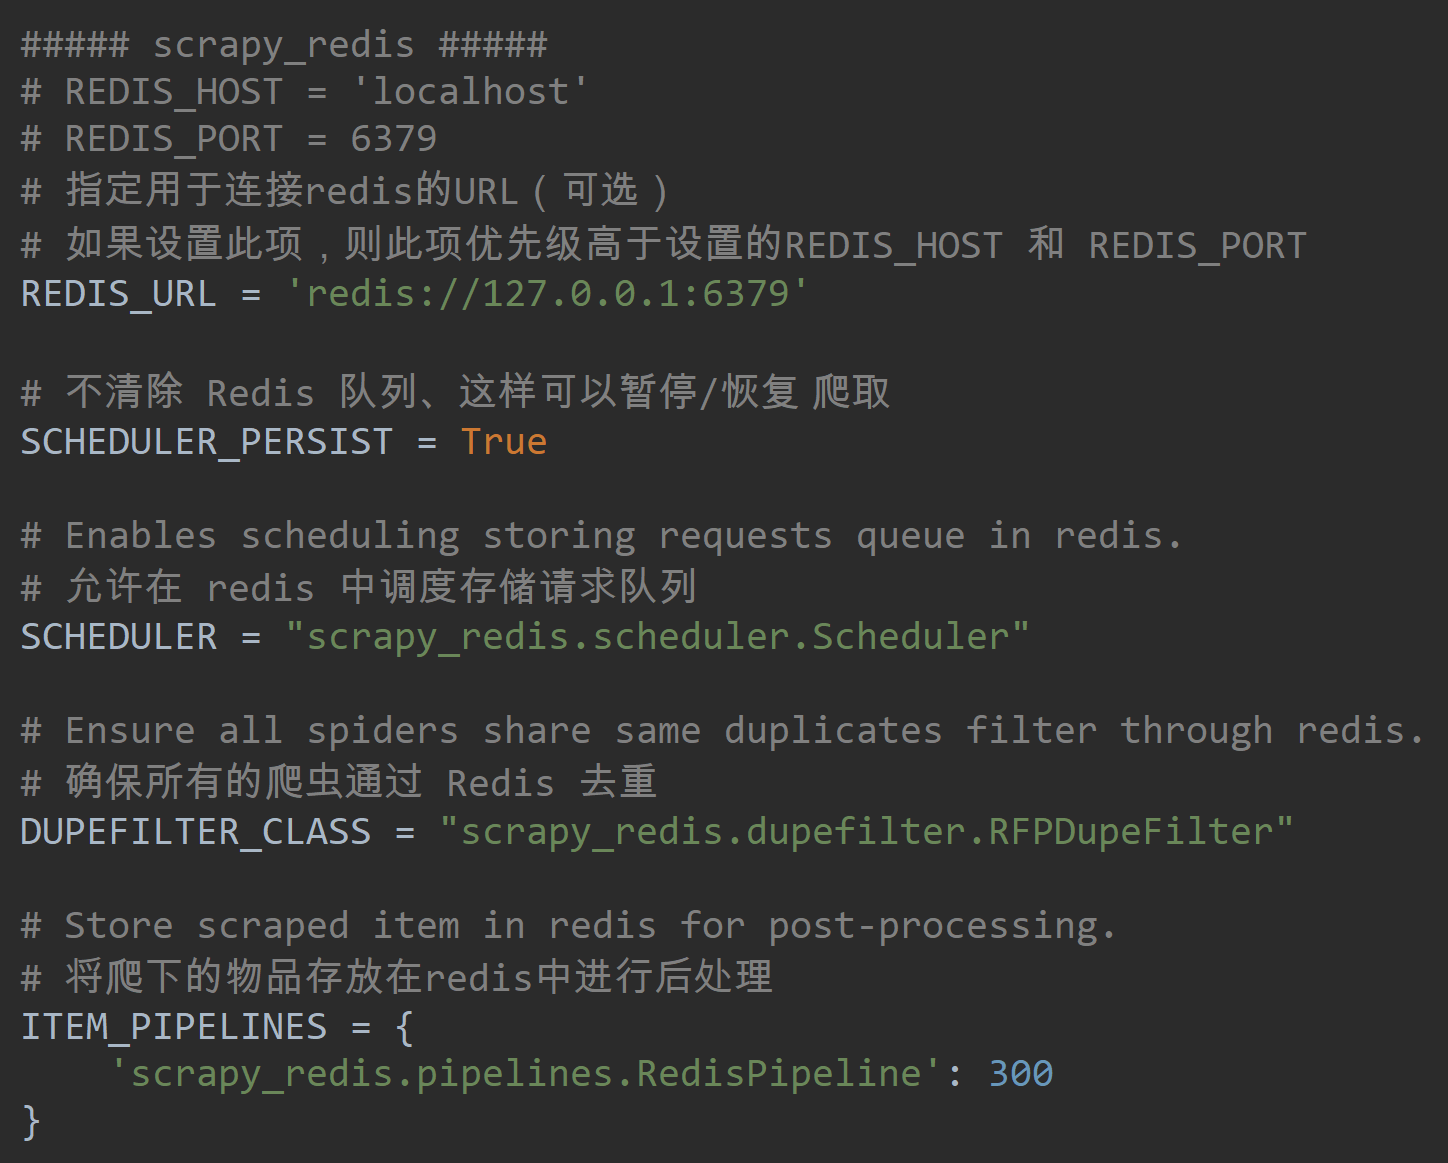 ##### scrapy_redis #####
# REDIS_HOST = 'localhost'
# REDIS_PORT = 6379
# 指定用于连接redis的URL（可选）
# 如果设置此项，则此项优先级高于设置的REDIS_HOST 和 REDIS_PORT
REDIS_URL = 'redis://127.0.0.1:6379'
# 不清除 Redis 队列、这样可以暂停/恢复 爬取
SCHEDULER_PERSIST = True
# Enables scheduling storing requests queue in redis.
# 允许在 redis 中调度存储请求队列
SCHEDULER = "scrapy_redis.scheduler.Scheduler"
# Ensure all spiders share same duplicates filter through redis.
# 确保所有的爬虫通过 Redis 去重
DUPEFILTER_CLASS = "scrapy_redis.dupefilter.RFPDupeFilter"
# Store scraped item in redis for post-processing.
# 将爬下的物品存放在redis中进行后处理
ITEM_PIPELINES = {
    'scrapy_redis.pipelines.RedisPipeline': 300
}